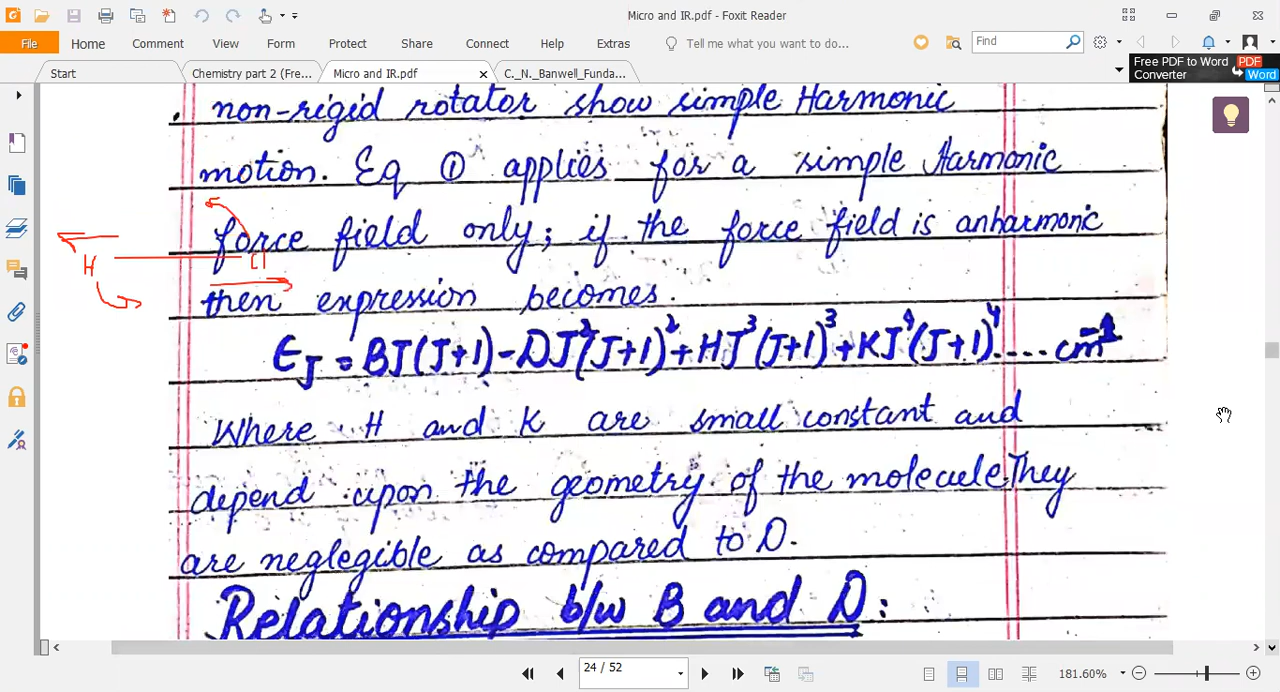 Micro and IR.pdf - Foxit Reader
File Home Comment View Form Protect Share Connect Help Extras Tell me what you want to do... Find
Free PDF to Word Converter PDF Word
Start Chemistry part 2 (Fre... Micro and IR.pdf C._N._Banwell_Funda...
non-rigid rotator show simple Harmonic
motion. Eq ① applies for a simple Harmonic
force field only; if the force field is anharmonic
H Cl
then expression becomes.
ϵ_J = BJ(J+1) - DJ²(J+1)² + HJ³(J+1)³ + KJ⁴(J+1)⁴.... cm⁻¹
Where H and K are small constant and
depend upon the geometry of the molecule. They
are neglegible as compared to D.
Relationship b/w B and D:
24 / 52 181.60%